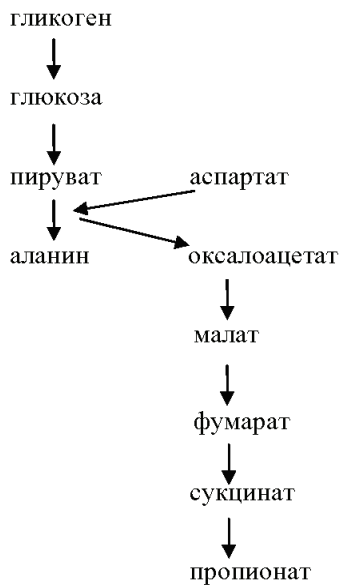 гликоген
глюкоза
пируват аспартат
аланин оксалоацетат
малат
фумарат
сукцинат
пропионат